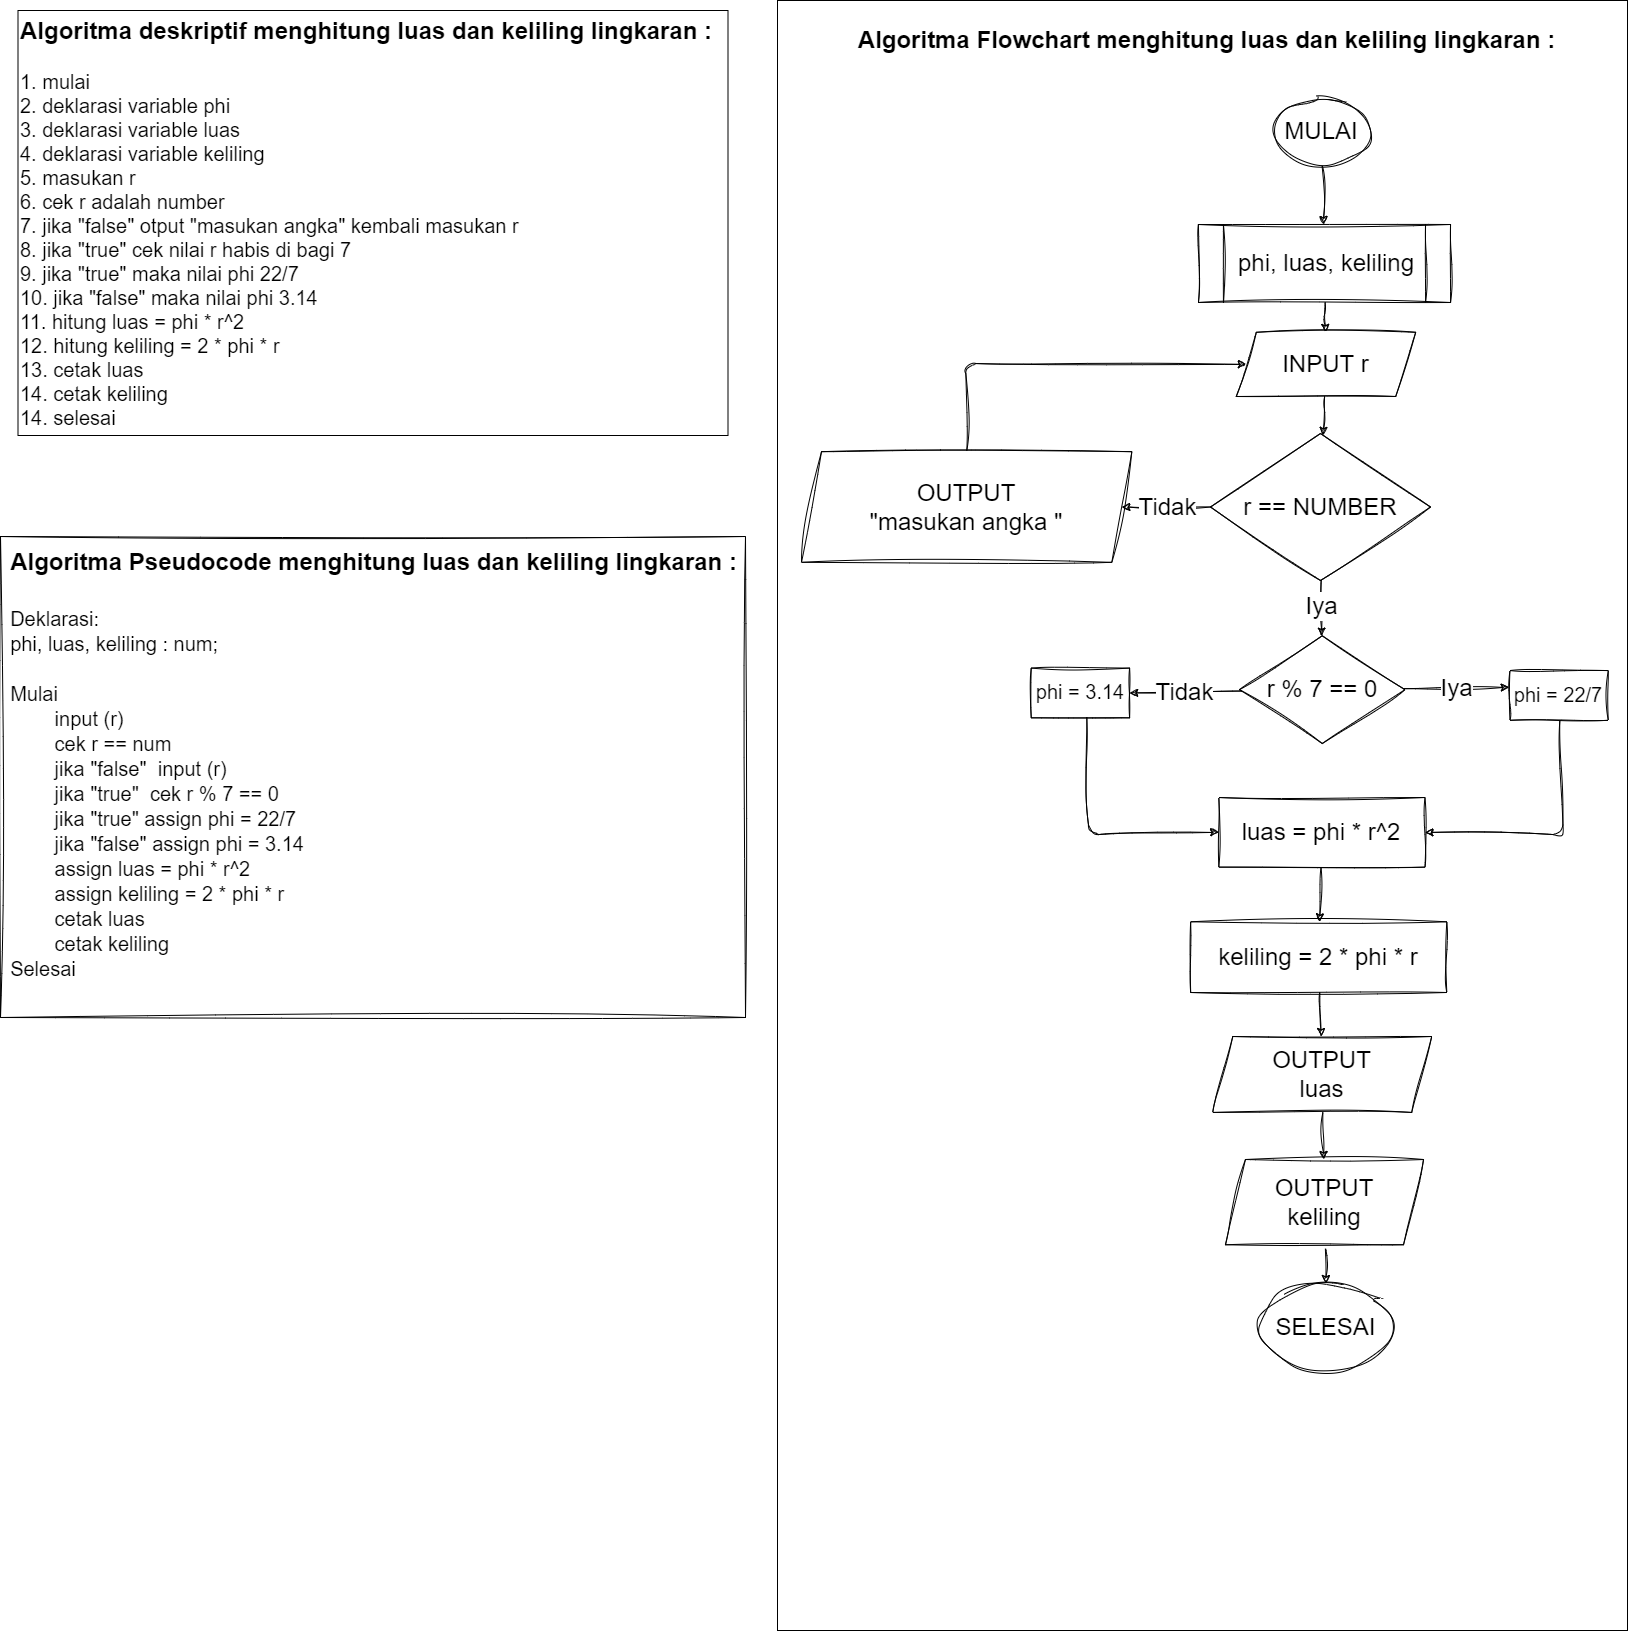 Algoritma deskriptif menghitung luas dan keliling lingkaran :
1. mulai
2. deklarasi variable phi
3. deklarasi variable luas
4. deklarasi variable keliling
5. masukan r
6. cek r adalah number
7. jika "false" otput "masukan angka" kembali masukan r
8. jika "true" cek nilai r habis di bagi 7
9. jika "true" maka nilai phi 22/7
10. jika "false" maka nilai phi 3.14
11. hitung luas = phi * r^2
12. hitung keliling = 2 * phi * r
13. cetak luas
14. cetak keliling
14. selesai
Algoritma Pseudocode menghitung luas dan keliling lingkaran :
Deklarasi:
phi, luas, keliling : num;
Mulai
input (r)
cek r == num
jika "false"  input (r)
jika "true"  cek r % 7 == 0
jika "true" assign phi = 22/7
jika "false" assign phi = 3.14
assign luas = phi * r^2
assign keliling = 2 * phi * r
cetak luas
cetak keliling
Selesai
Algoritma Flowchart menghitung luas dan keliling lingkaran :
MULAI
phi, luas, keliling
INPUT r
OUTPUT
"masukan angka "
Tidak
r == NUMBER
Iya
phi = 3.14
Tidak
r % 7 == 0
Iya
phi = 22/7
luas = phi * r^2
keliling = 2 * phi * r
OUTPUT
luas
OUTPUT
keliling
SELESAI